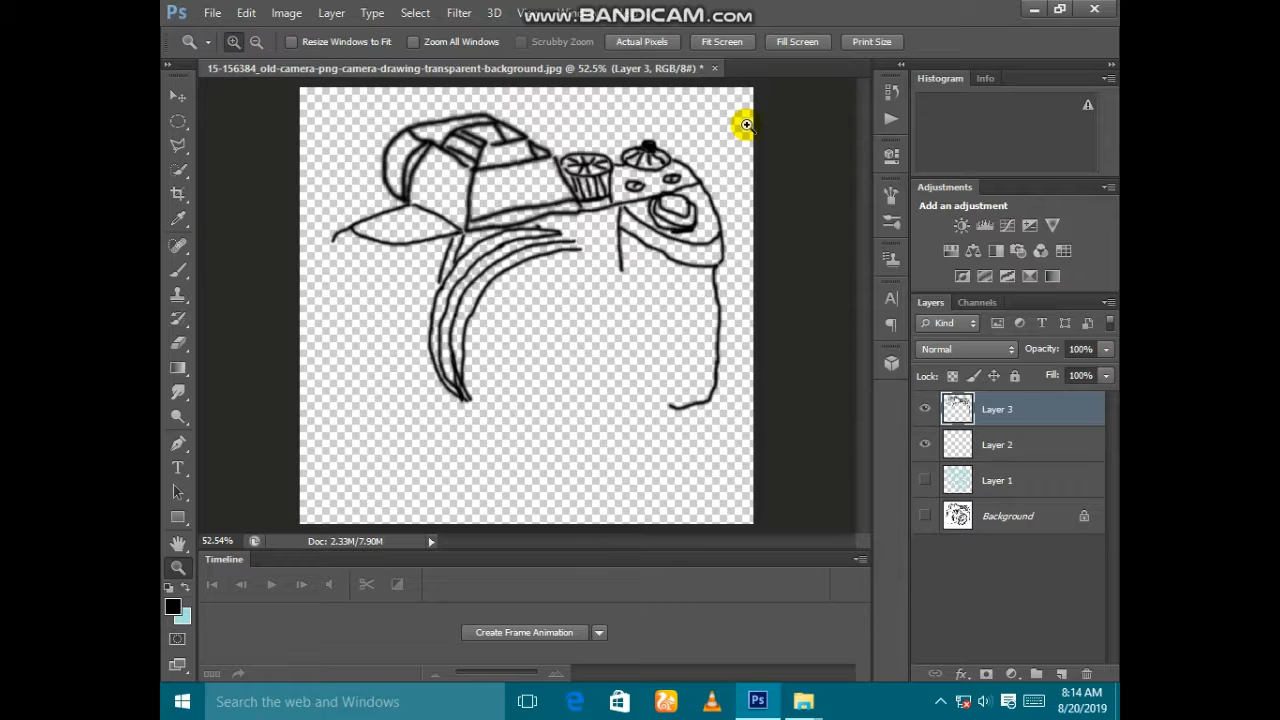 Ps File Edit Image Layer Type Select Filter 3D
www.BANDICAM.com
Resize Windows to Fit Zoom All Windows Scrubby Zoom Actual Pixels Fit Screen Fill Screen Print Size
15-156384_old-camera-png-camera-drawing-transparent-background.jpg @ 52.5% (Layer 3, RGB/8#) * ×
Histogram Info
Adjustments
Add an adjustment
Layers Channels
Kind
Normal Opacity: 100%
Lock: Fill: 100%
Layer 3
Layer 2
Layer 1
Background
52.54% Doc: 2.33M/7.90M
Timeline
Create Frame Animation
Search the web and Windows
Ps
8:14 AM
8/20/2019